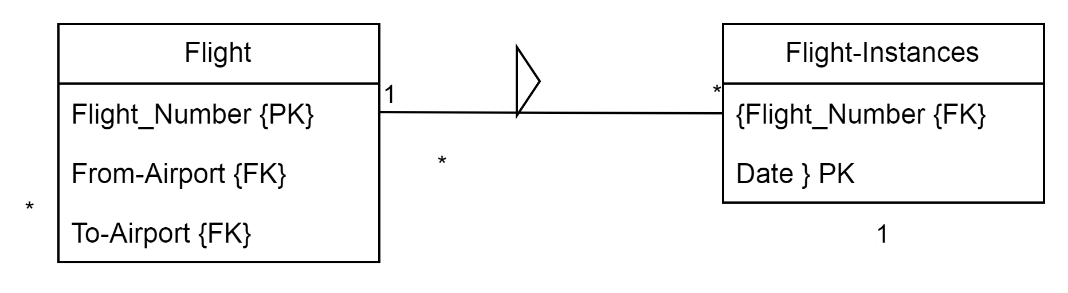 Flight
Flight_Number {PK}
From-Airport {FK}
To-Airport {FK}
*
1
*
*
Flight-Instances
{Flight_Number {FK}
Date } PK
1